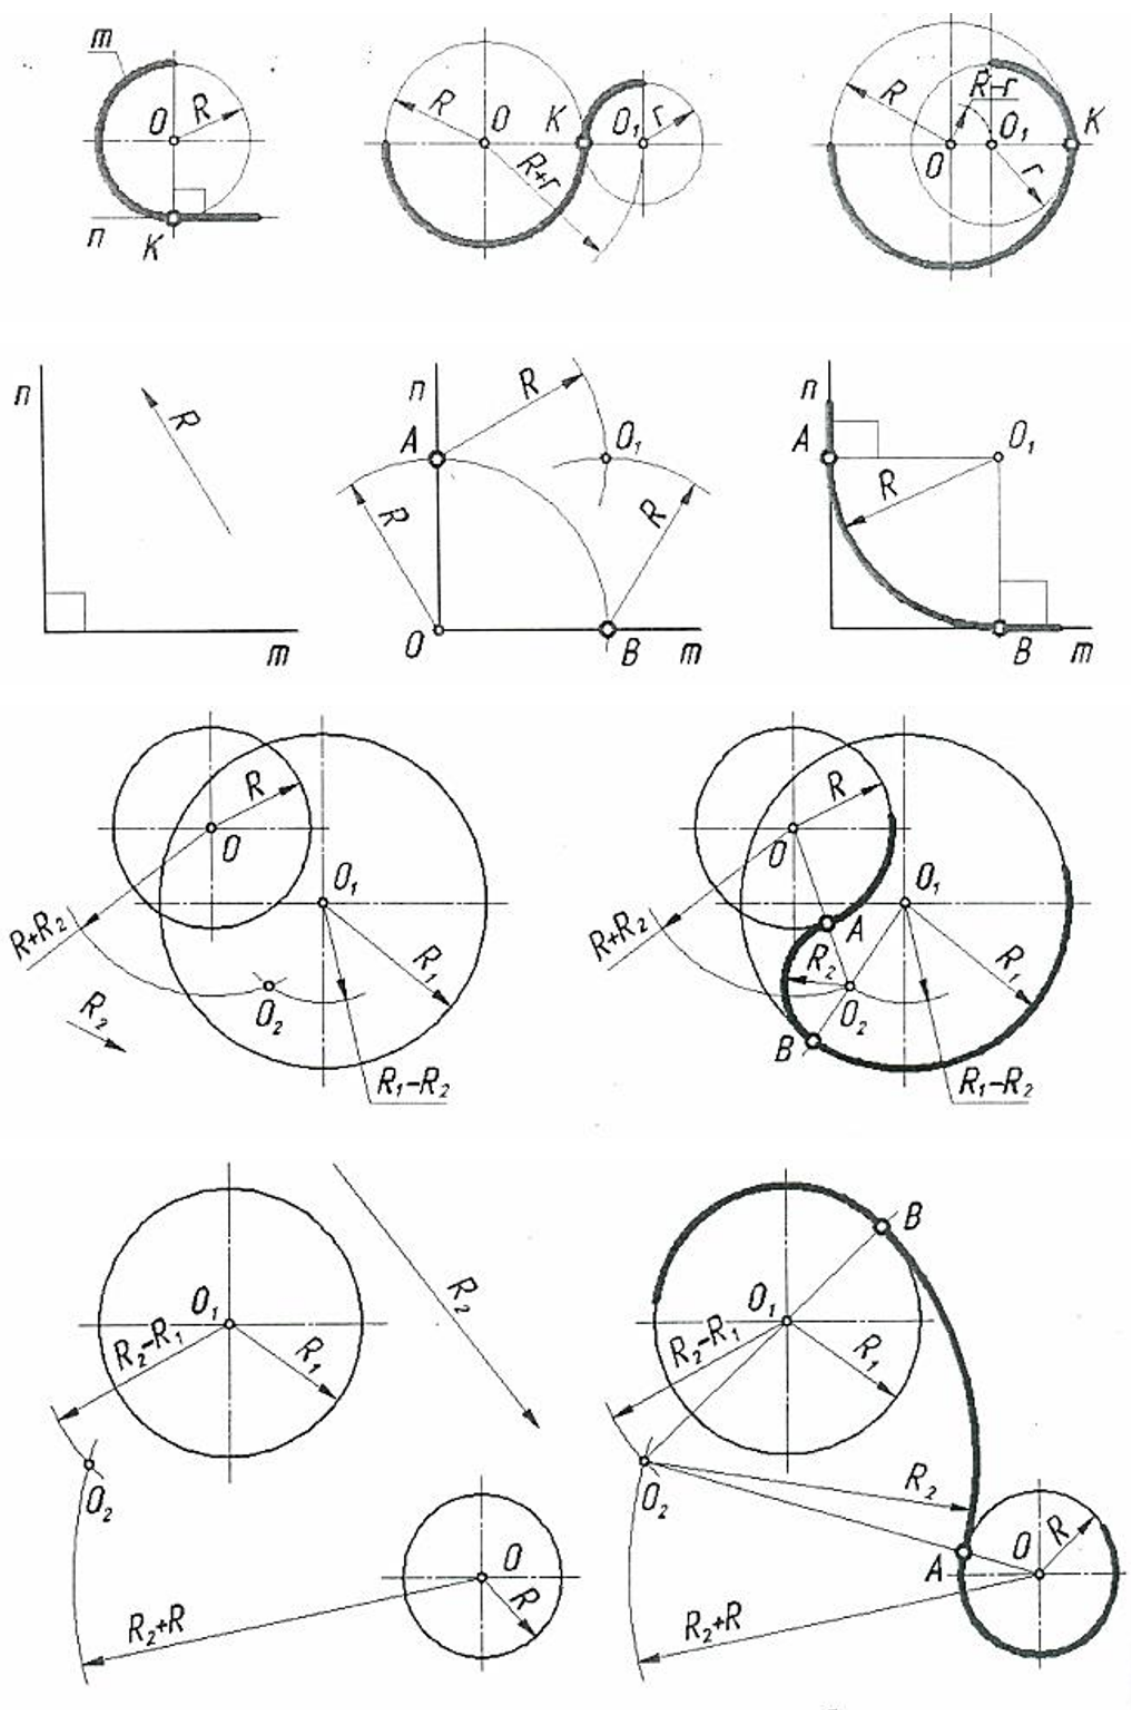 m
O
R
n
K
R
O
K
O₁
r
R+r
R
R-r
O
O₁
K
r
n
R
m
n
R
A
O₁
R
R
O
B
m
n
A
O₁
R
B
m
R
O
O₁
R+R₂
R₁
R₂
O₂
R₁-R₂
R
O
O₁
R+R₂
A
R₂
R₁
O₂
B
R₁-R₂
R₂
O₁
R₂-R₁
R₁
O₂
O
R
R₂+R
B
O₁
R₂-R₁
R₁
O₂
R₂
R
O
A
R₂+R